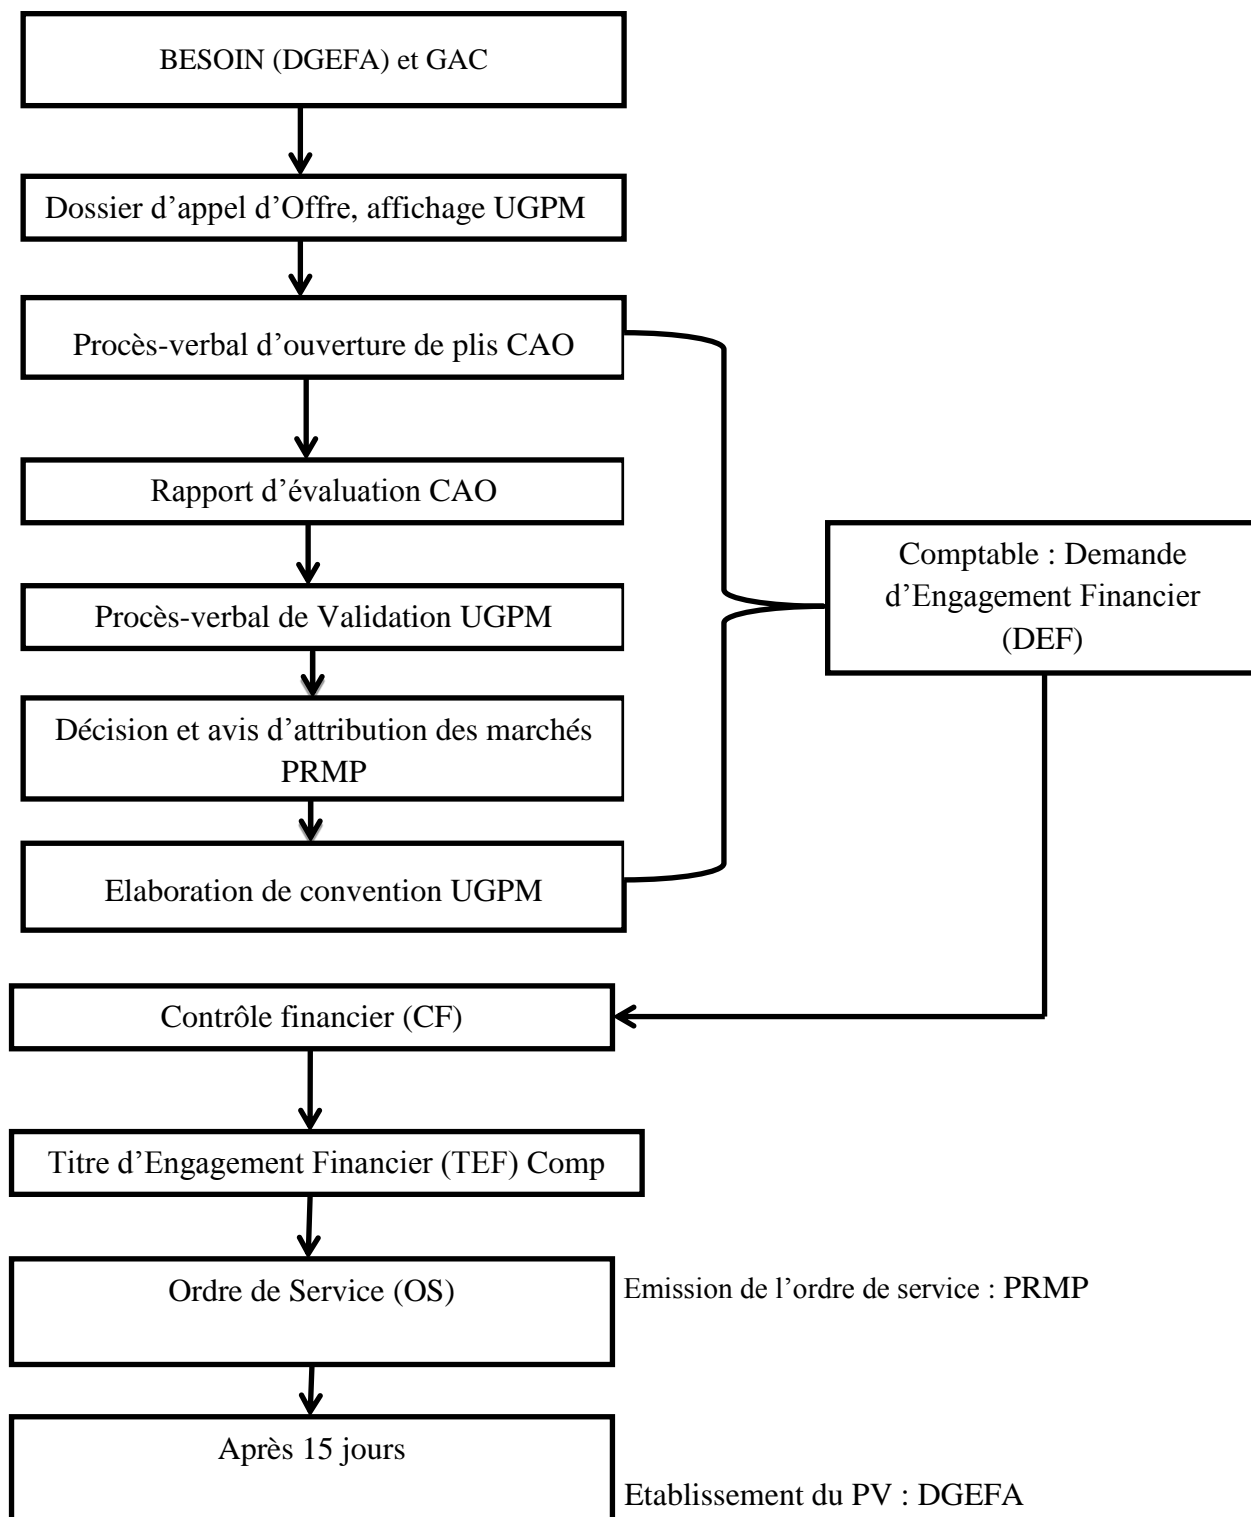 BESOIN (DGEFA) et GAC
Dossier d’appel d’Offre, affichage UGPM
Procès-verbal d’ouverture de plis CAO
Rapport d’évaluation CAO
Procès-verbal de Validation UGPM
Décision et avis d’attribution des marchés
PRMP
Elaboration de convention UGPM
Comptable : Demande
d’Engagement Financier
(DEF)
Contrôle financier (CF)
Titre d’Engagement Financier (TEF) Comp
Ordre de Service (OS)
Emission de l’ordre de service : PRMP
Après 15 jours
Etablissement du PV : DGEFA